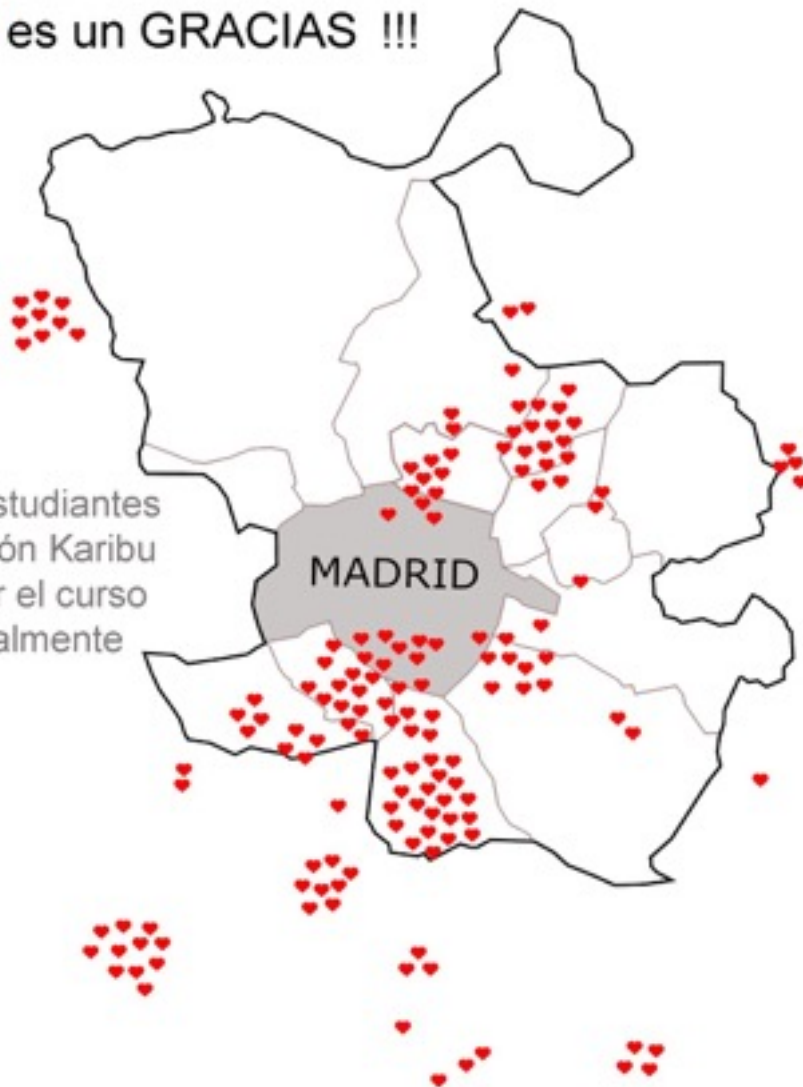 es un GRACIAS !!!
studiantes
ón Karibu
r el curso
almente
MADRID